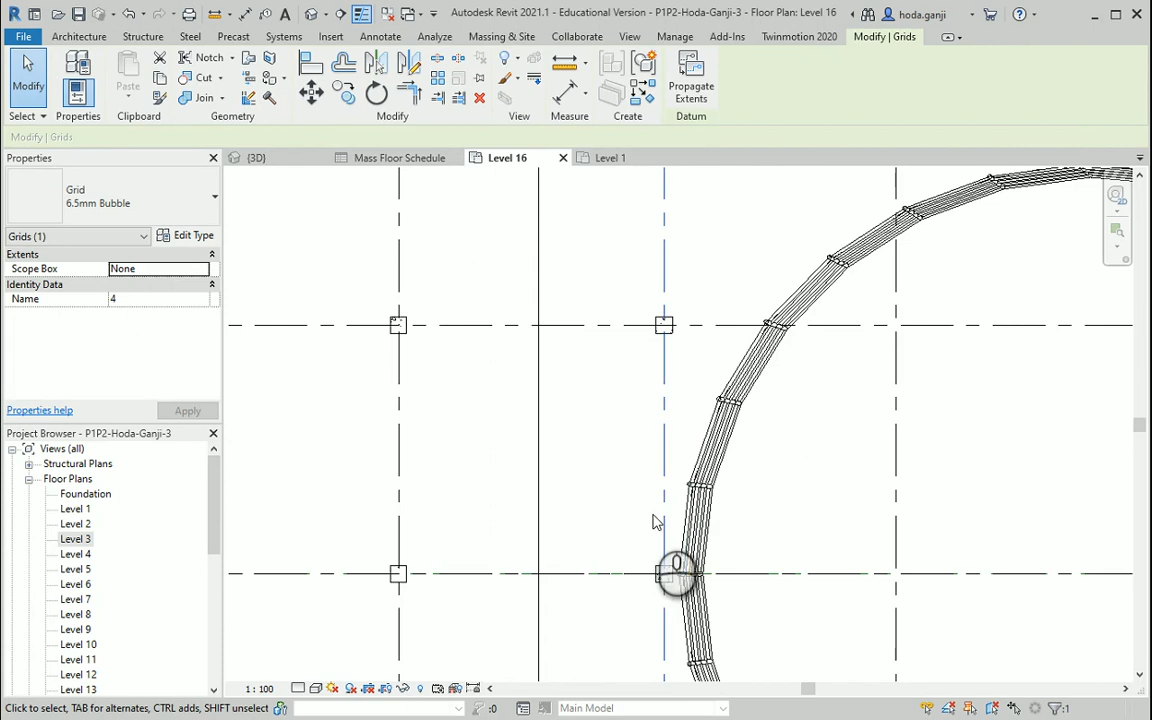 Autodesk Revit 2021.1 - Educational Version - P1P2-Hoda-Ganji-3 - Floor Plan: Level 16
hoda.ganji
File Architecture Structure Steel Precast Systems Insert Annotate Analyze Massing & Site Collaborate View Manage Add-Ins Twinmotion 2020 Modify | Grids
Notch
Cut
Join
Modify
Properties
Paste
Propagate
Extents
Select Properties Clipboard Geometry Modify View Measure Create Datum
Modify | Grids
Properties
{3D} Mass Floor Schedule Level 16 Level 1
Grid
6.5mm Bubble
Grids (1) Edit Type
Extents
Scope Box None
Identity Data
Name 4
Properties help Apply
Project Browser - P1P2-Hoda-Ganji-3
Views (all)
Structural Plans
Floor Plans
Foundation
Level 1
Level 2
Level 3
Level 4
Level 5
Level 6
Level 7
Level 8
Level 9
Level 10
Level 11
Level 12
Level 13
0
1 : 100
Click to select, TAB for alternates, CTRL adds, SHIFT unselect
:0 Main Model :1